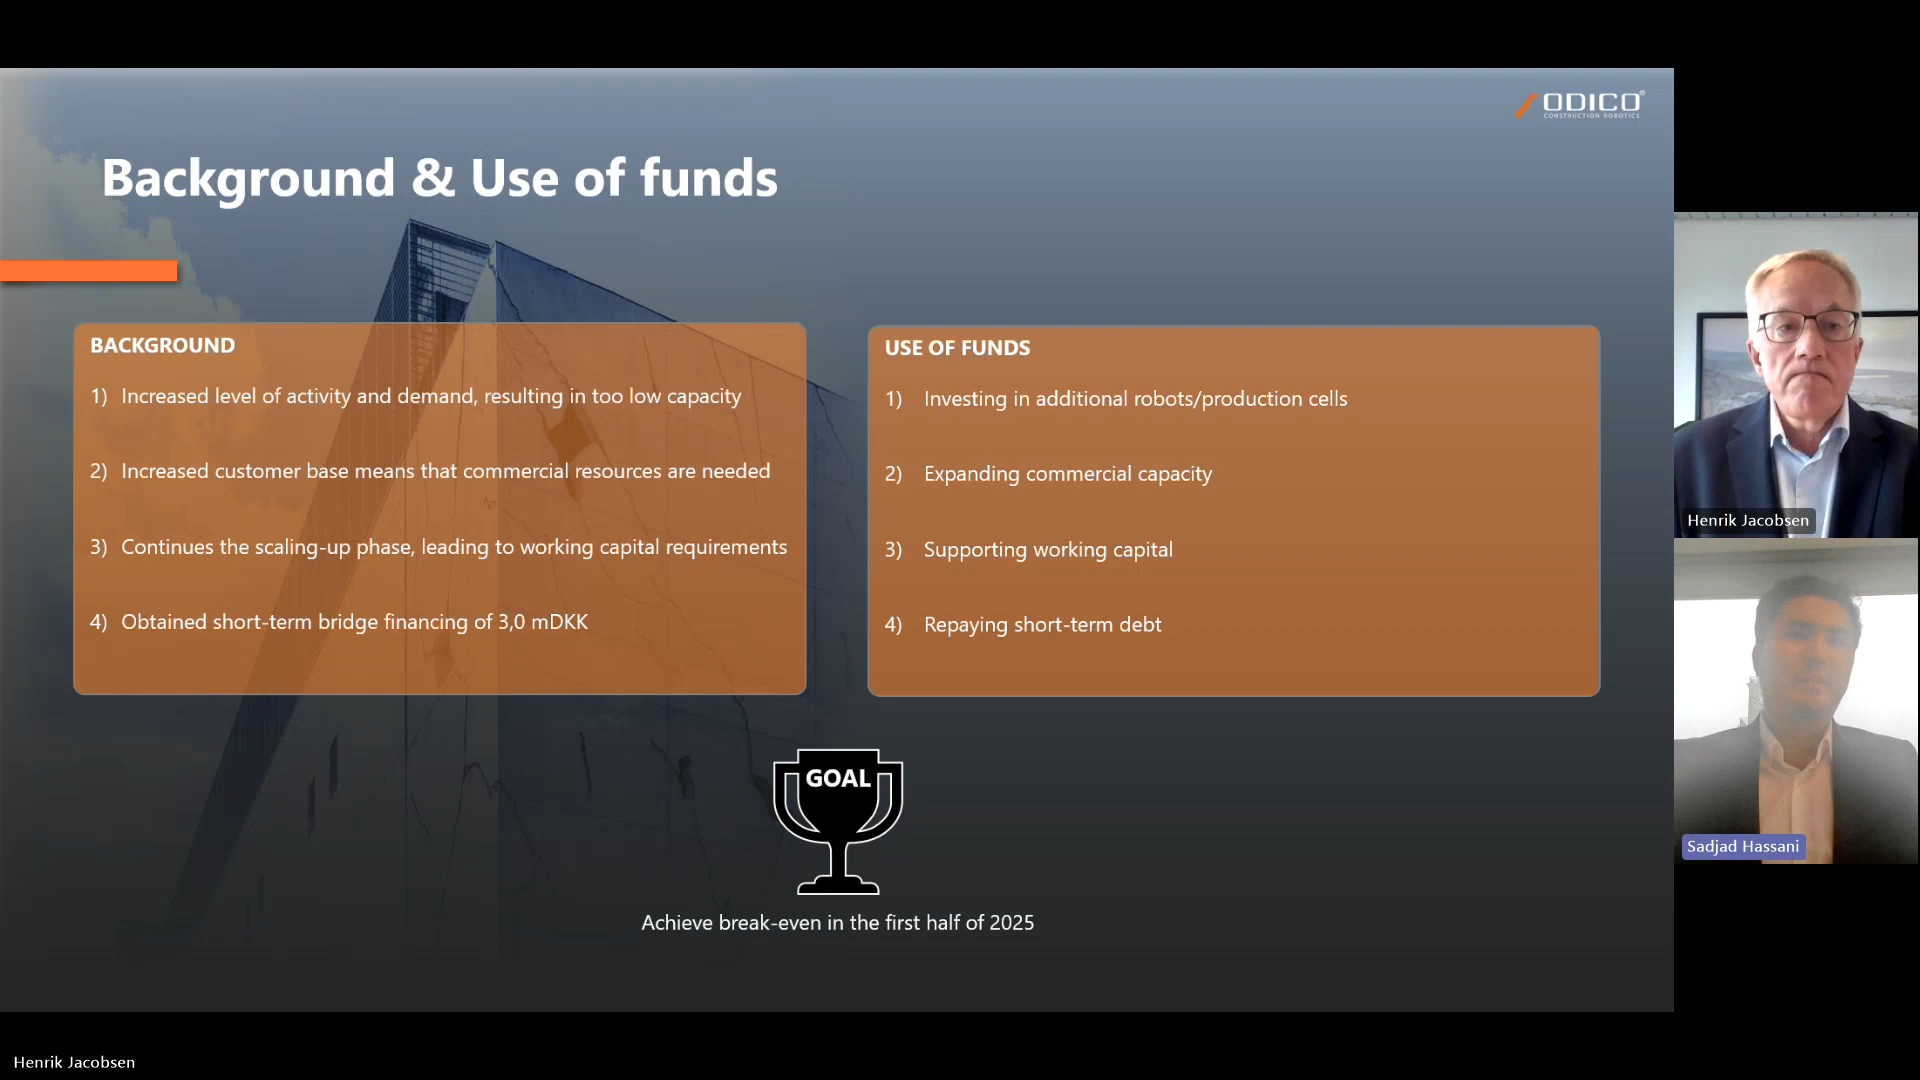 ODICO®
CONSTRUCTION ROBOTICS
Background & Use of funds
BACKGROUND
1) Increased level of activity and demand, resulting in too low capacity
2) Increased customer base means that commercial resources are needed
3) Continues the scaling-up phase, leading to working capital requirements
4) Obtained short-term bridge financing of 3,0 mDKK
USE OF FUNDS
1) Investing in additional robots/production cells
2) Expanding commercial capacity
3) Supporting working capital
4) Repaying short-term debt
GOAL
Achieve break-even in the first half of 2025
Henrik Jacobsen
Sadjad Hassani
Henrik Jacobsen